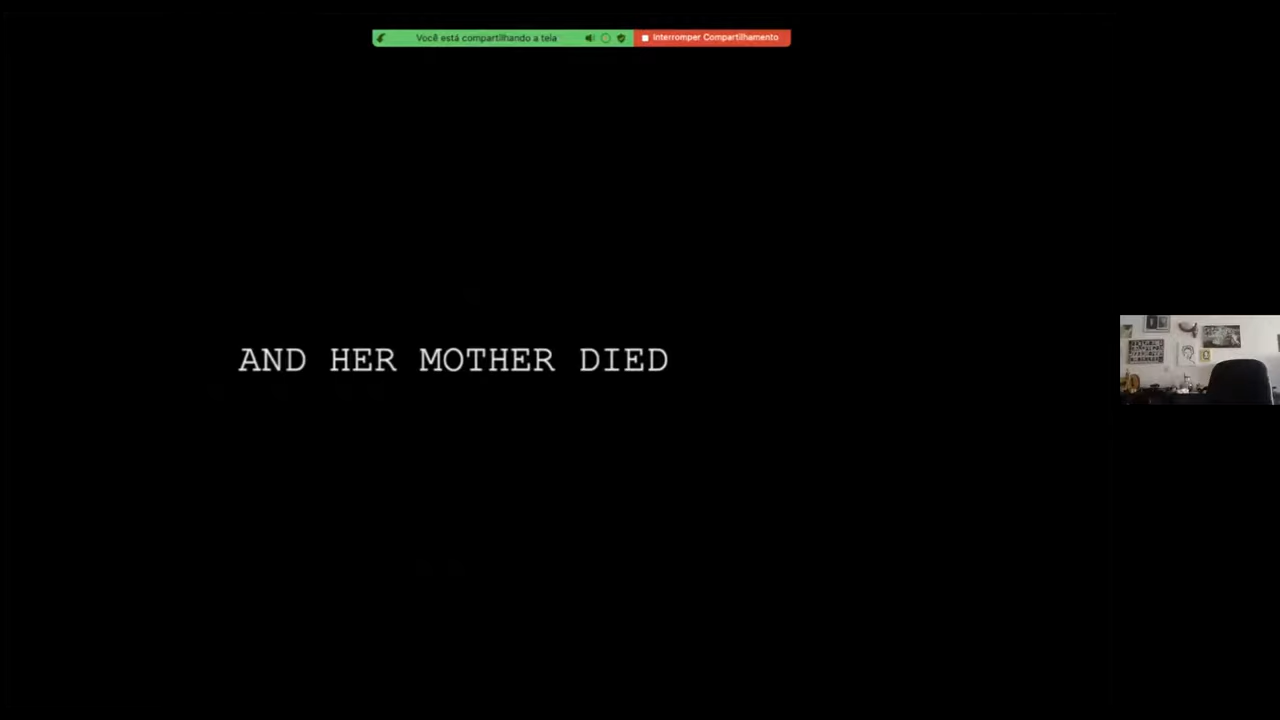 Você está compartilhando a tela
Interromper Compartilhamento
AND HER MOTHER DIED